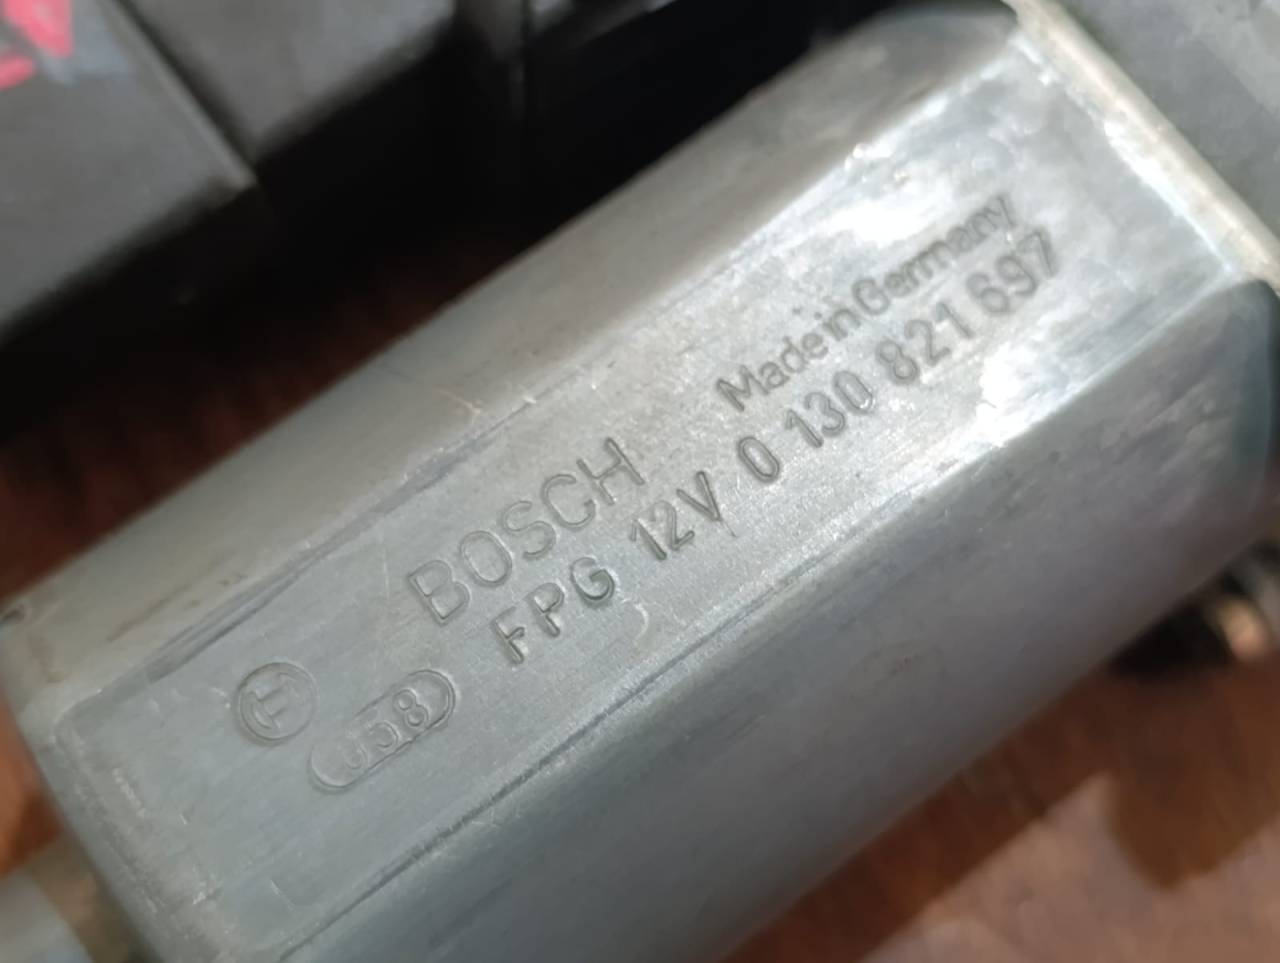 Made in Germany
BOSCH
FPG 12V 0 130 821 697
058